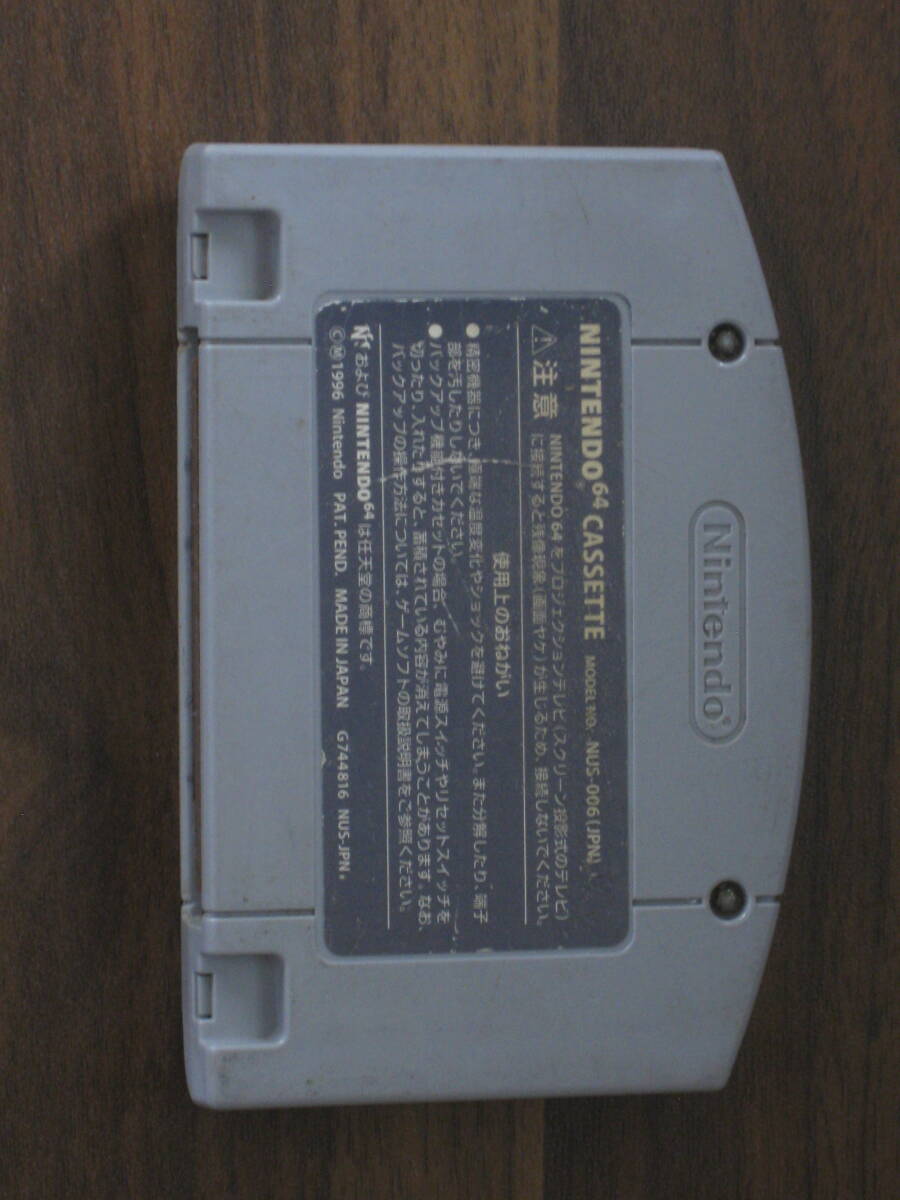 Nintendo®
NINTENDO64 CASSETTE MODEL NO. NUS-006(JPN)
⚠注意 NINTENDO 64をプロジェクションテレビ(スクリーン投影式のテレビ)
に接続すると残像現象(画面ヤケ)が生じるため、接続しないでください。
使用上のおねがい
●精密機器につき、極端な温度変化やショックを避けてください。また分解したり、端子
部を汚したりしないでください。
●バックアップ機能付きカセットの場合、むやみに電源スイッチやリセットスイッチを
切ったり、入れたりすると、蓄積されている内容が消えてしまうことがあります。なお、
バックアップの操作方法については、ゲームソフトの取扱説明書をご参照ください。
および NINTENDO64 は任天堂の商標です。
©Ⓜ1996 Nintendo PAT. PEND. MADE IN JAPAN G744816 NUS-JPN